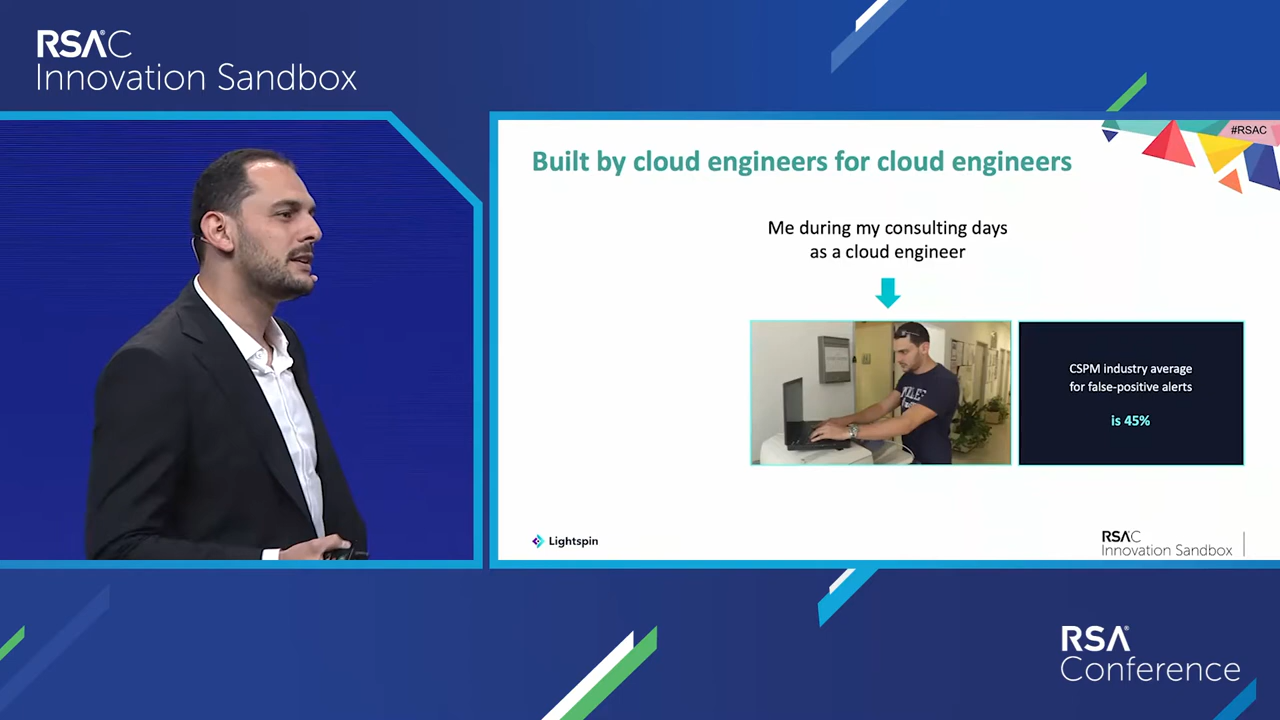 RSAC
Innovation Sandbox
#RSAC
Built by cloud engineers for cloud engineers
Me during my consulting days
as a cloud engineer
CSPM industry average
for false-positive alerts
is 45%
Lightspin
RSAC
Innovation Sandbox
RSA®
Conference